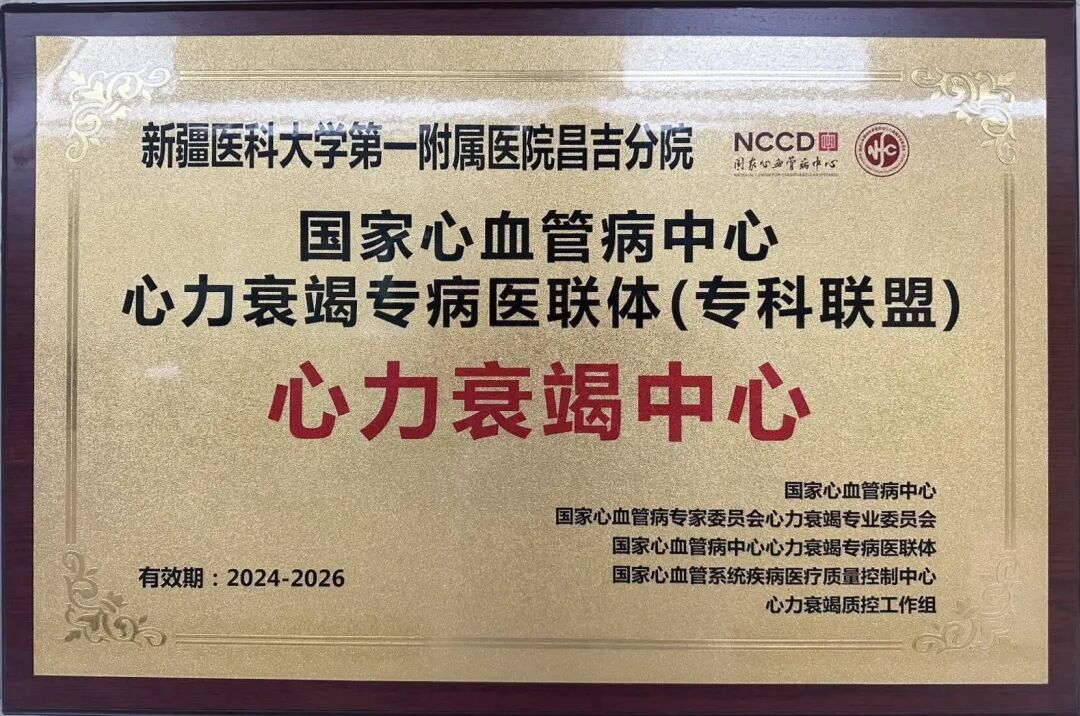 新疆医科大学第一附属医院昌吉分院
NCCD
国家心血管病中心
NATIONAL CENTER FOR CARDIOVASCULAR DISEASES
国家心血管病中心
心力衰竭专病医联体(专科联盟)
心力衰竭中心
国家心血管病中心
国家心血管病专家委员会心力衰竭专业委员会
国家心血管病中心心力衰竭专病医联体
国家心血管系统疾病医疗质量控制中心
心力衰竭质控工作组
有效期：2024-2026